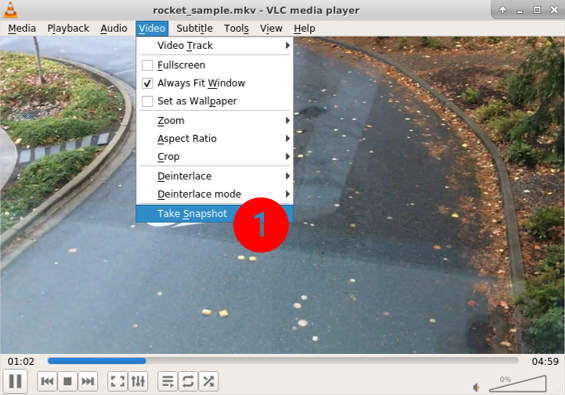 rocket_sample.mkv - VLC media player
Media Playback Audio Video Subtitle Tools View Help
Video Track
Fullscreen
Always Fit Window
Set as Wallpaper
Zoom
Aspect Ratio
Crop
Deinterlace
Deinterlace mode
Take Snapshot
1
01:02 04:59
0%